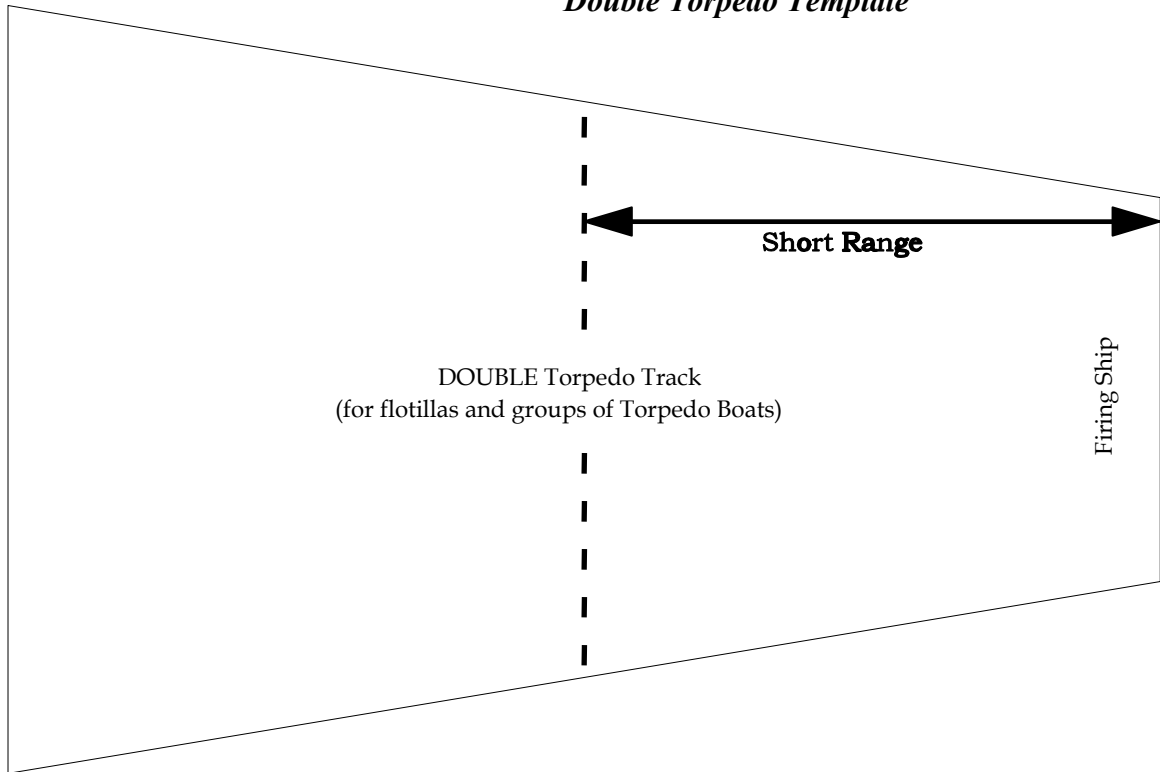 Double Torpedo Template
Short Range
DOUBLE Torpedo Track
(for flotillas and groups of Torpedo Boats)
Firing Ship